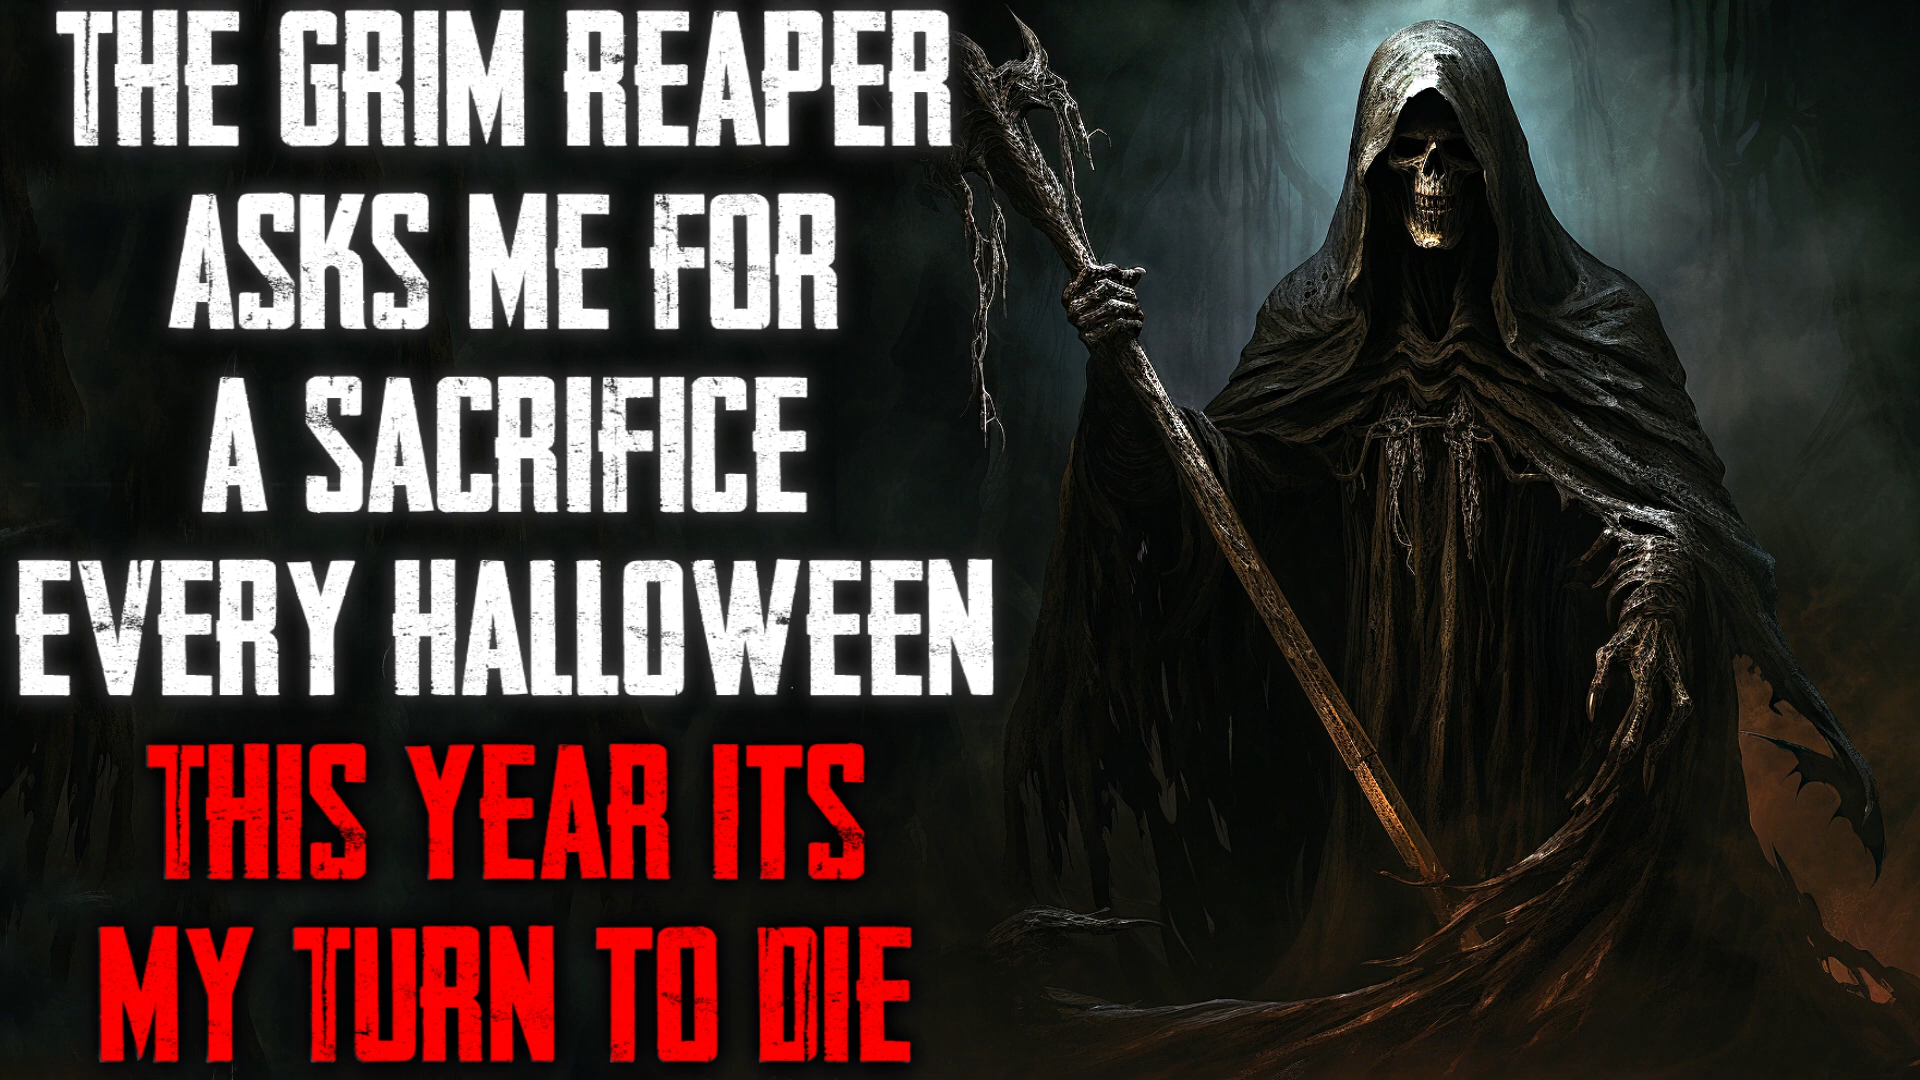 THE GRIM REAPER
ASKS ME FOR
A SACRIFICE
EVERY HALLOWEEN
THIS YEAR ITS
MY TURN TO DIE